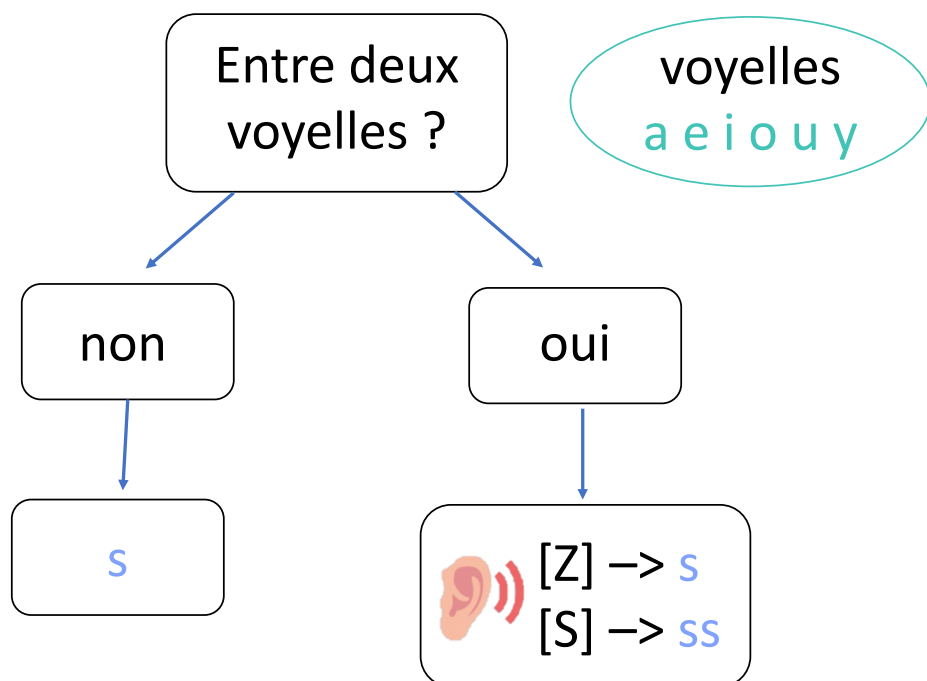 Entre deux
voyelles ?
voyelles
a e i o u y
non
oui
s
[Z] –> s
[S] –> ss